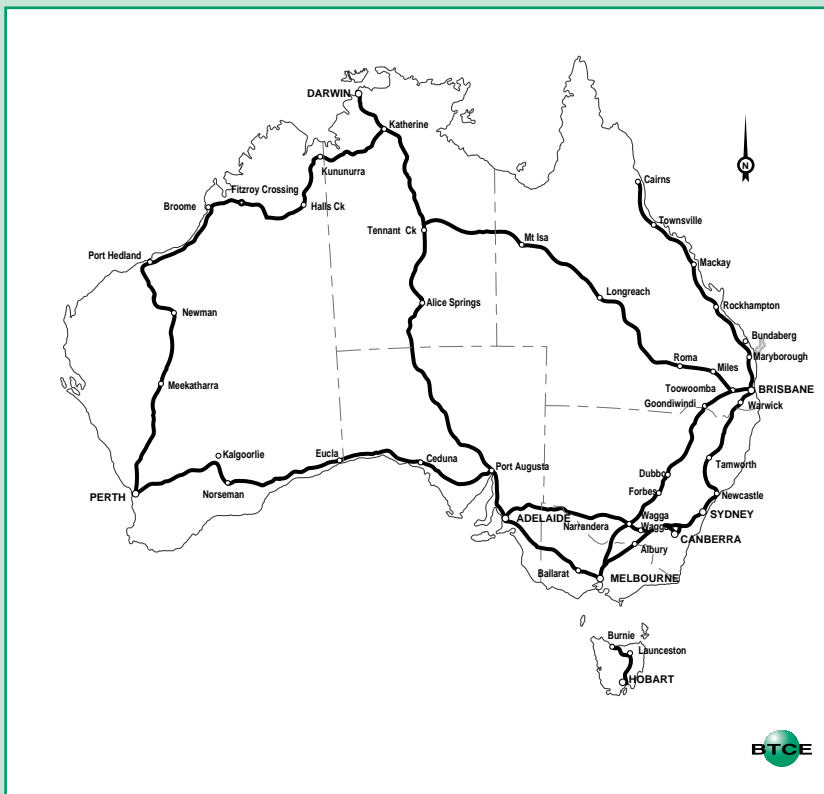 DARWIN
Katherine
N
Kununurra
Cairns
Fitzroy Crossing
Broome
Halls Ck
Townsville
Tennant Ck
Mt Isa
Port Hedland
Mackay
Longreach
Alice Springs
Rockhampton
Newman
Bundaberg
Maryborough
Roma
Miles
Meekatharra
Toowoomba
BRISBANE
Goondiwindi
Warwick
Kalgoorlie
Eucla
Ceduna
Port Augusta
Tamworth
Dubbo
Norseman
Forbes
Newcastle
PERTH
SYDNEY
ADELAIDE
Wagga
Wagga
Narrandera
CANBERRA
Albury
Ballarat
MELBOURNE
Burnie
Launceston
HOBART
BTCE